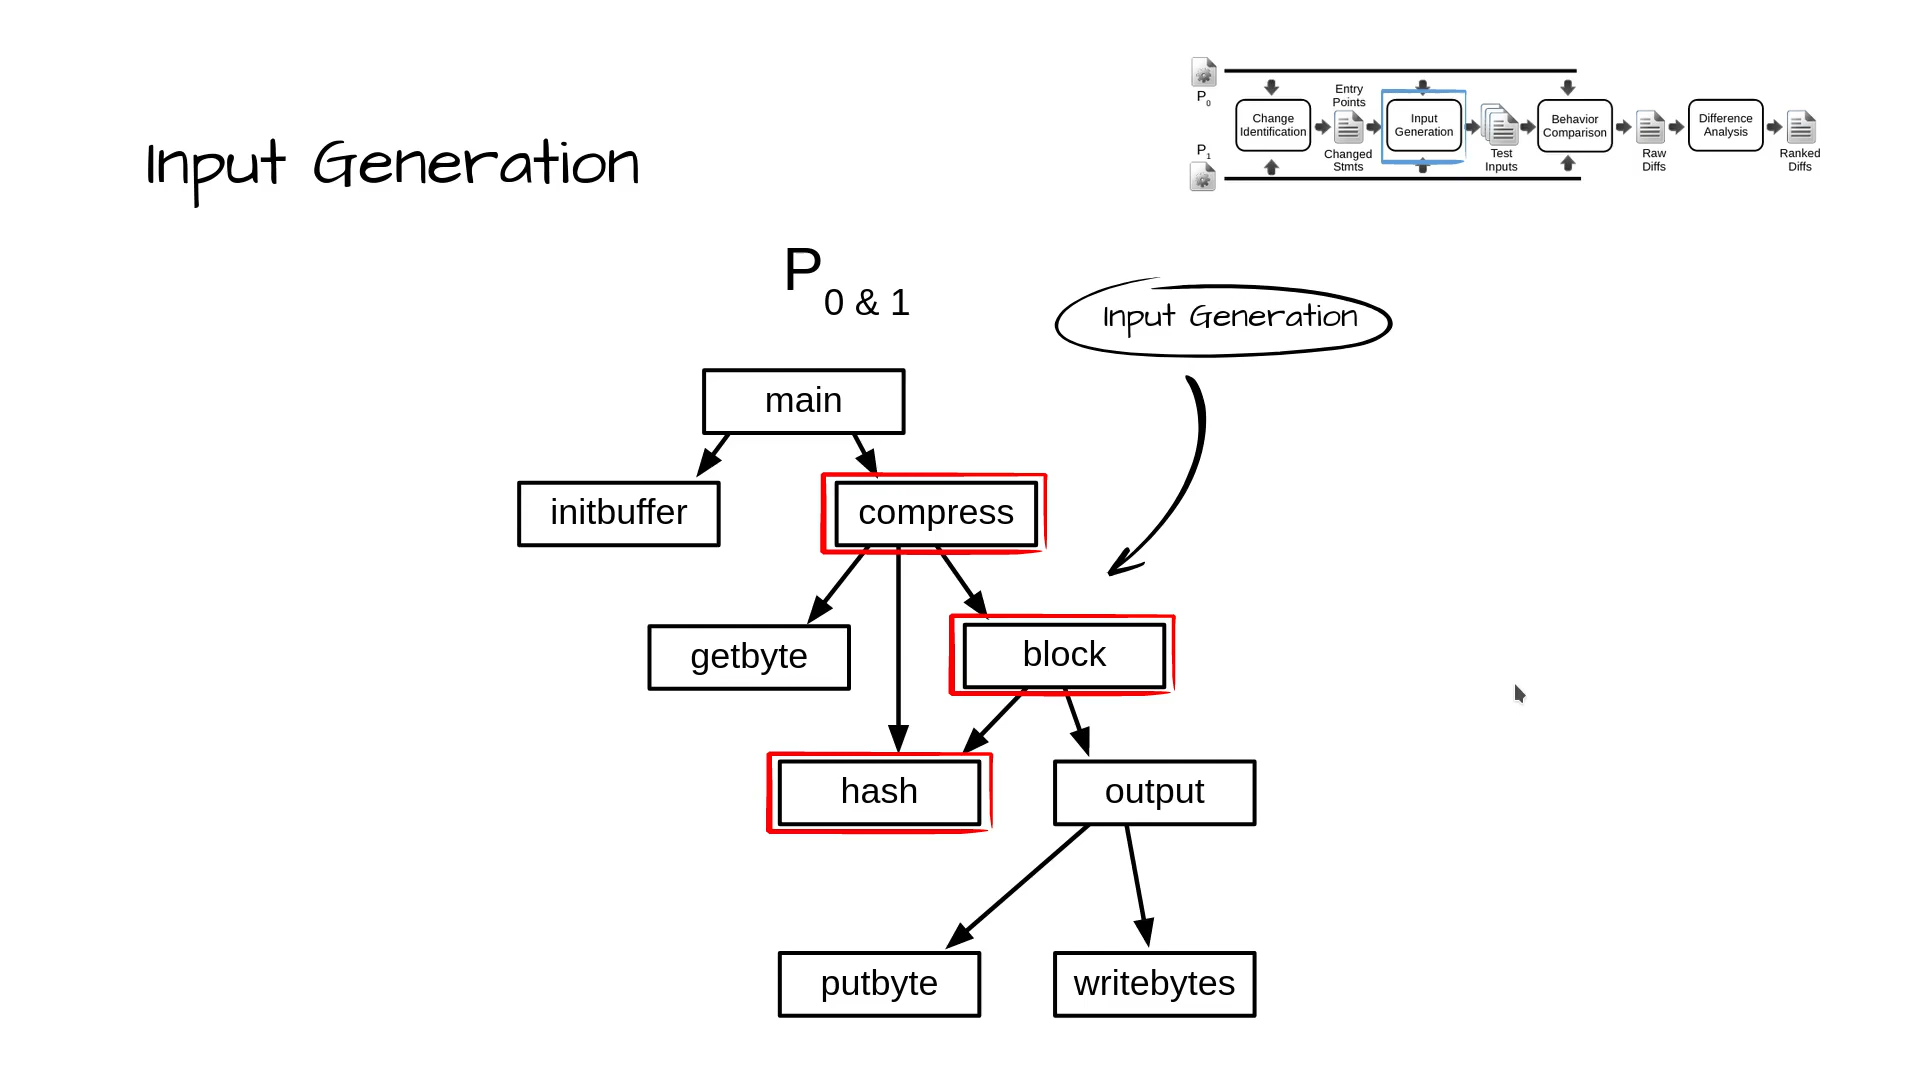 Input Generation
P0
P1
Change
Identification
Entry
Points
Changed
Stmts
Input
Generation
Test
Inputs
Behavior
Comparison
Raw
Diffs
Difference
Analysis
Ranked
Diffs
P0 & 1
Input Generation
main
initbuffer
compress
getbyte
block
hash
output
putbyte
writebytes